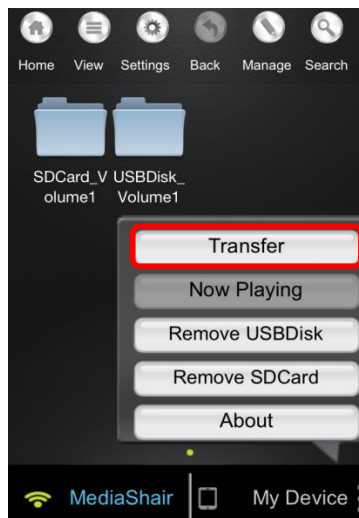 Home View Settings Back Manage Search
SDCard_V USBDisk_
olume1 Volume1
Transfer
Now Playing
Remove USBDisk
Remove SDCard
About
MediaShair My Device